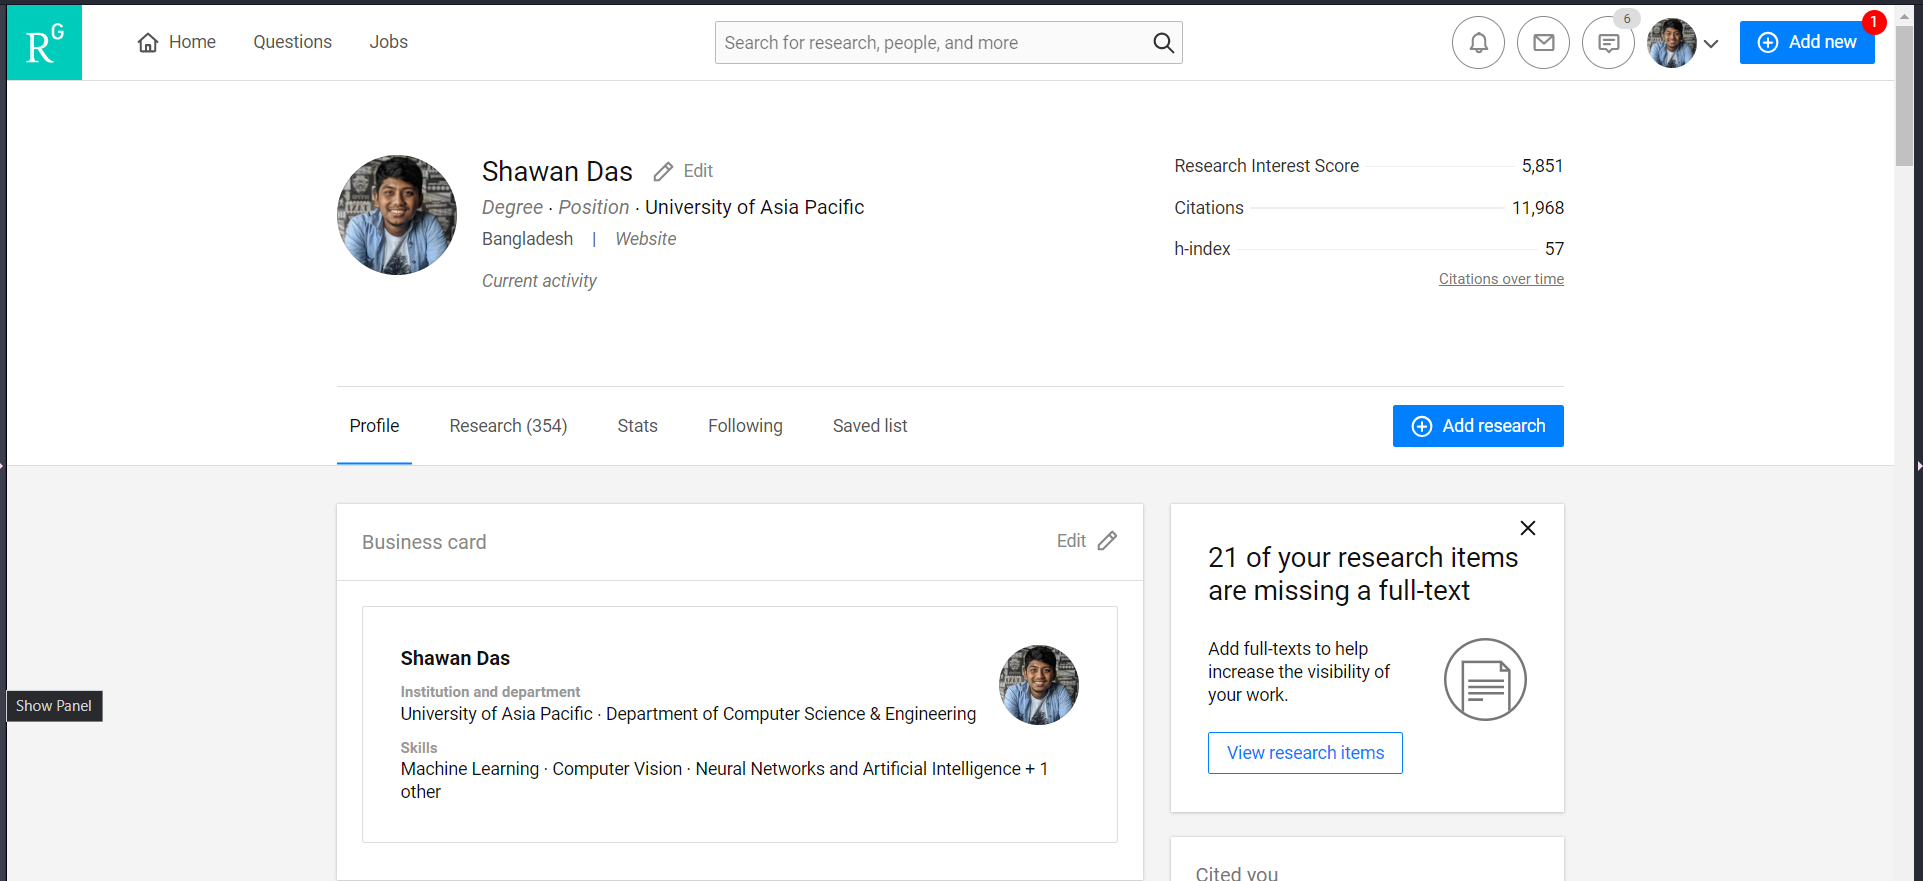 RG
Home Questions Jobs
Search for research, people, and more
6
Add new
1
Shawan Das Edit
Degree · Position · University of Asia Pacific
Bangladesh | Website
Current activity
Research Interest Score 5,851
Citations 11,968
h-index 57
Citations over time
Profile Research (354) Stats Following Saved list
Add research
Business card Edit
Shawan Das
Institution and department
University of Asia Pacific · Department of Computer Science & Engineering
Skills
Machine Learning · Computer Vision · Neural Networks and Artificial Intelligence + 1
other
21 of your research items
are missing a full-text
Add full-texts to help
increase the visibility of
your work.
View research items
Cited you
Show Panel